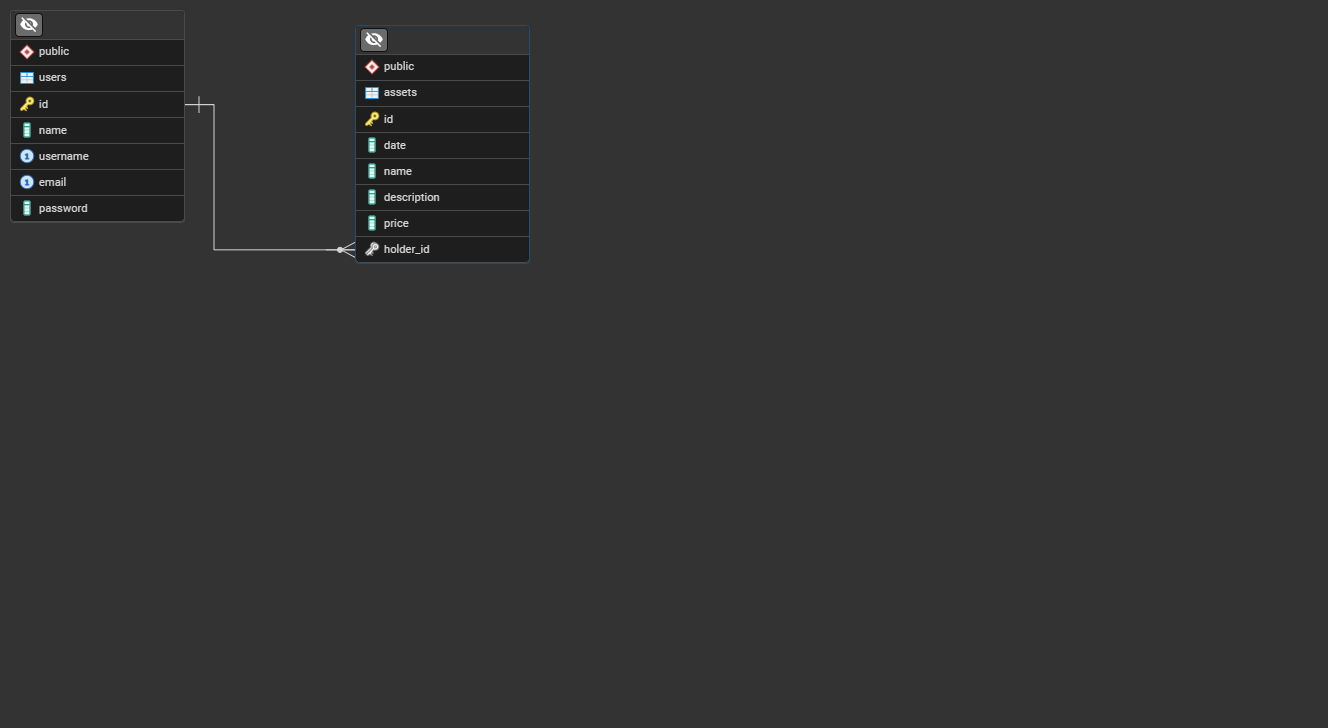 public
users
id
name
username
email
password
public
assets
id
date
name
description
price
holder_id